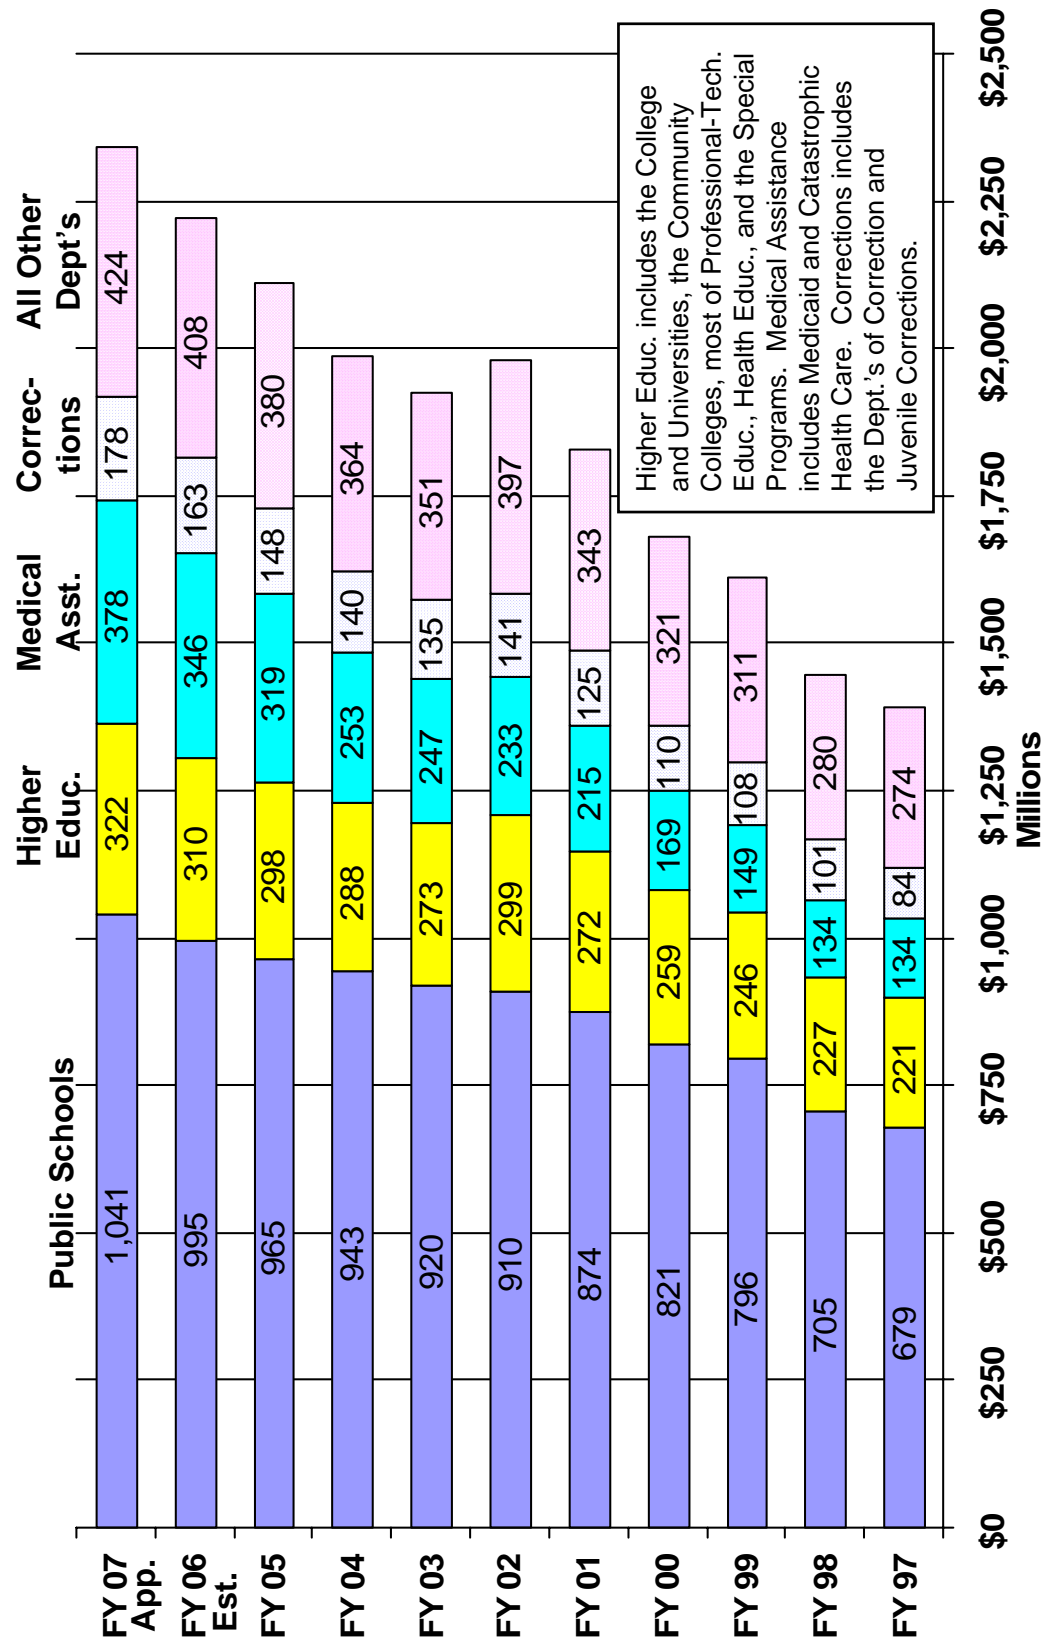 Public Schools
Higher
Educ.
Medical
Asst.
Correc-
tions
All Other
Dept's
FY 07
App.
1,041
322
378
178
424
FY 06
Est.
995
310
346
163
408
FY 05
965
298
319
148
380
FY 04
943
288
253
140
364
FY 03
920
273
247
135
351
FY 02
910
299
233
141
397
FY 01
874
272
215
125
343
FY 00
821
259
169
110
321
FY 99
796
246
149
108
311
FY 98
705
227
134
101
280
FY 97
679
221
134
84
274
Higher Educ. includes the College
and Universities, the Community
Colleges, most of Professional-Tech.
Educ., Health Educ., and the Special
Programs. Medical Assistance
includes Medicaid and Catastrophic
Health Care. Corrections includes
the Dept.'s of Correction and
Juvenile Corrections.
$0 $250 $500 $750 $1,000 $1,250 $1,500 $1,750 $2,000 $2,250 $2,500
Millions